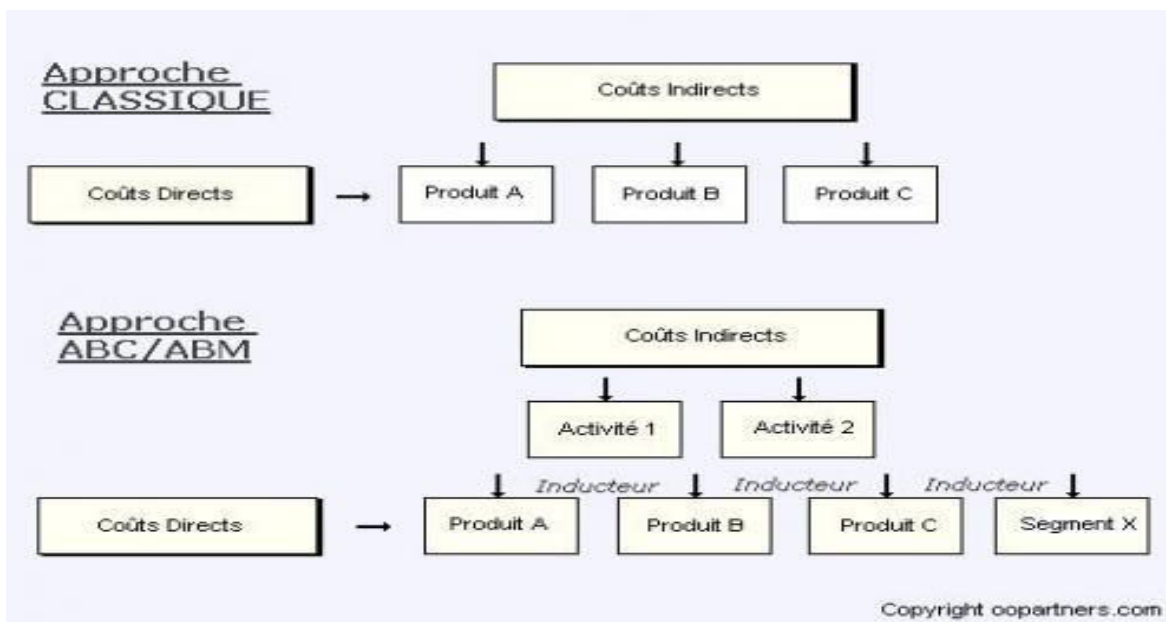 Approche
CLASSIQUE
Coûts Indirects
Coûts Directs
Produit A
Produit B
Produit C
Approche
ABC/ABM
Coûts Indirects
Activité 1
Activité 2
Inducteur
Inducteur
Inducteur
Coûts Directs
Produit A
Produit B
Produit C
Segment X
Copyright oopartners.com